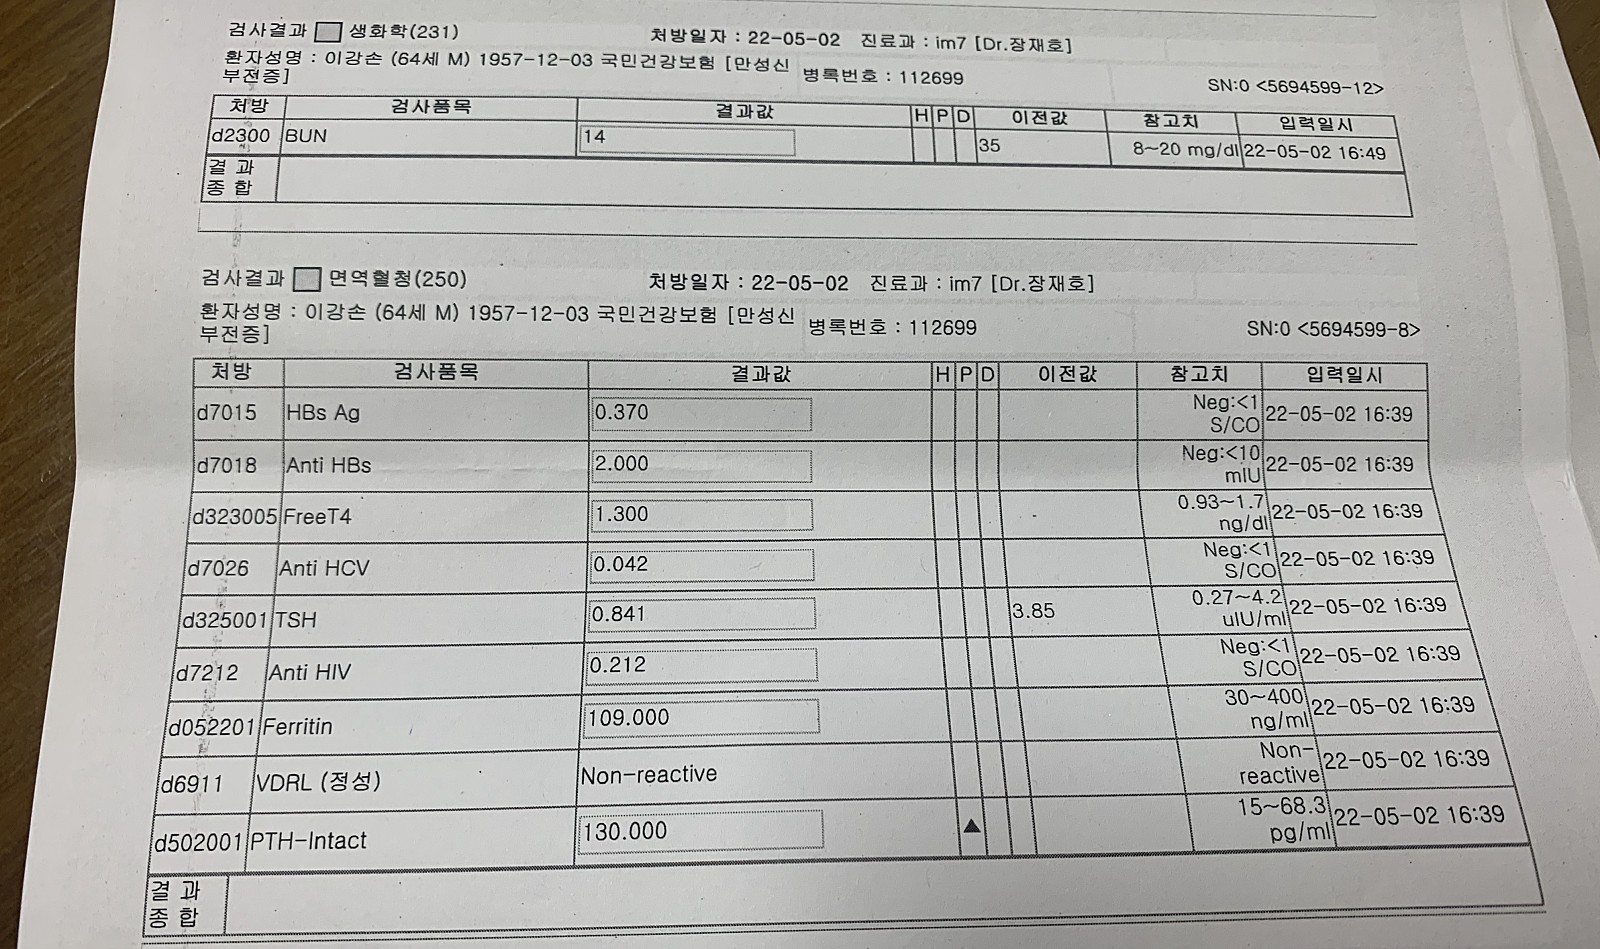 검사결과 생화학(231) 처방일자 : 22-05-02 진료과 : im7 [Dr.장재호]
환자성명 : 이강손 (64세 M) 1957-12-03 국민건강보험 [만성신
부전증] 병록번호 : 112699 SN:0 <5694599-12>
처방 검사품목 결과값 H P D 이전값 참고치 입력일시
d2300 BUN 14 35 8~20 mg/dl 22-05-02 16:49
결 과
종 합
검사결과 면역혈청(250) 처방일자 : 22-05-02 진료과 : im7 [Dr.장재호]
환자성명 : 이강손 (64세 M) 1957-12-03 국민건강보험 [만성신
부전증] 병록번호 : 112699 SN:0 <5694599-8>
처방 검사품목 결과값 H P D 이전값 참고치 입력일시
d7015 HBs Ag 0.370 Neg:<1
S/CO 22-05-02 16:39
d7018 Anti HBs 2.000 Neg:<10
mIU 22-05-02 16:39
d323005 FreeT4 1.300 0.93~1.7
ng/dl 22-05-02 16:39
d7026 Anti HCV 0.042 Neg:<1
S/CO 22-05-02 16:39
d325001 TSH 0.841 3.85 0.27~4.2
uIU/ml 22-05-02 16:39
d7212 Anti HIV 0.212 Neg:<1
S/CO 22-05-02 16:39
d052201 Ferritin 109.000 30~400
ng/ml 22-05-02 16:39
d6911 VDRL (정성) Non-reactive Non-
reactive 22-05-02 16:39
d502001 PTH-Intact 130.000 ▲ 15~68.3
pg/ml 22-05-02 16:39
결 과
종 합